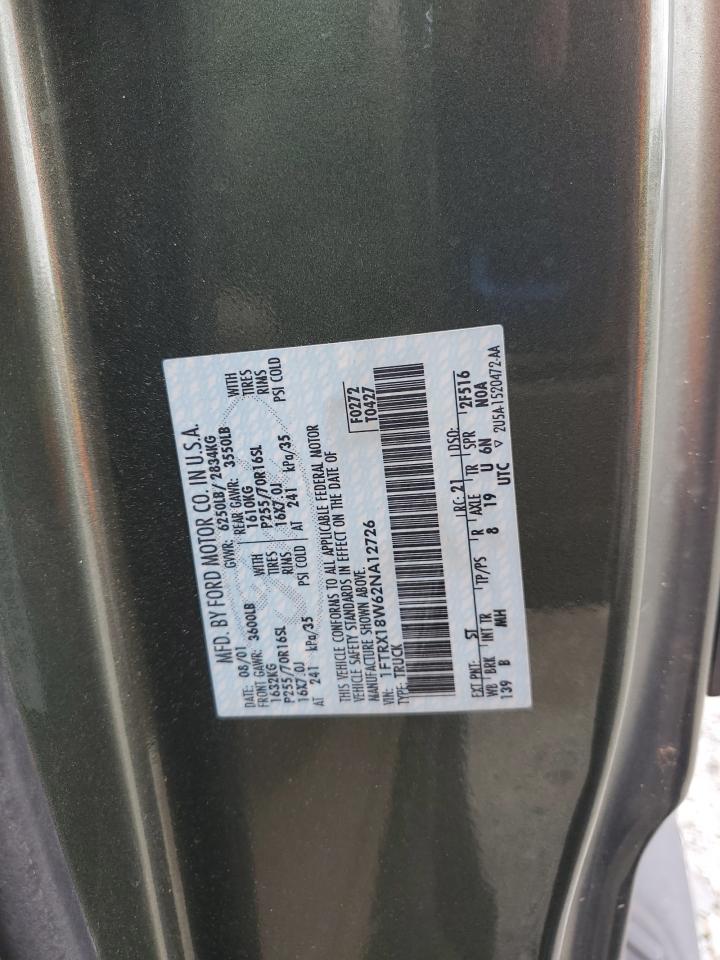 MFD. BY FORD MOTOR CO. IN U.S.A.
DATE: 08/01 GVWR: 6250LB/ 2834KG
FRONT GAWR: 3600LB REAR GAWR: 3550LB
1632KG WITH 1610KG WITH
P255/70R16SL TIRES P255/70R16SL TIRES
16X7.0J RIMS 16X7.0J RIMS
AT 241 kPa/35 PSI COLD AT 241 kPa/35 PSI COLD
THIS VEHICLE CONFORMS TO ALL APPLICABLE FEDERAL MOTOR
VEHICLE SAFETY STANDARDS IN EFFECT ON THE DATE OF
MANUFACTURE SHOWN ABOVE.
VIN: 1FTRX18W62NA12726
TYPE: TRUCK
F0272
T0427
EXT PNT: ST RC: 21 DSO: 2F516
WB BRK INT TR TP/PS R AXLE TR SPR
139 B MH 8 19 U 6N N0A
UTC ▽ 2U5A-1520472-AA